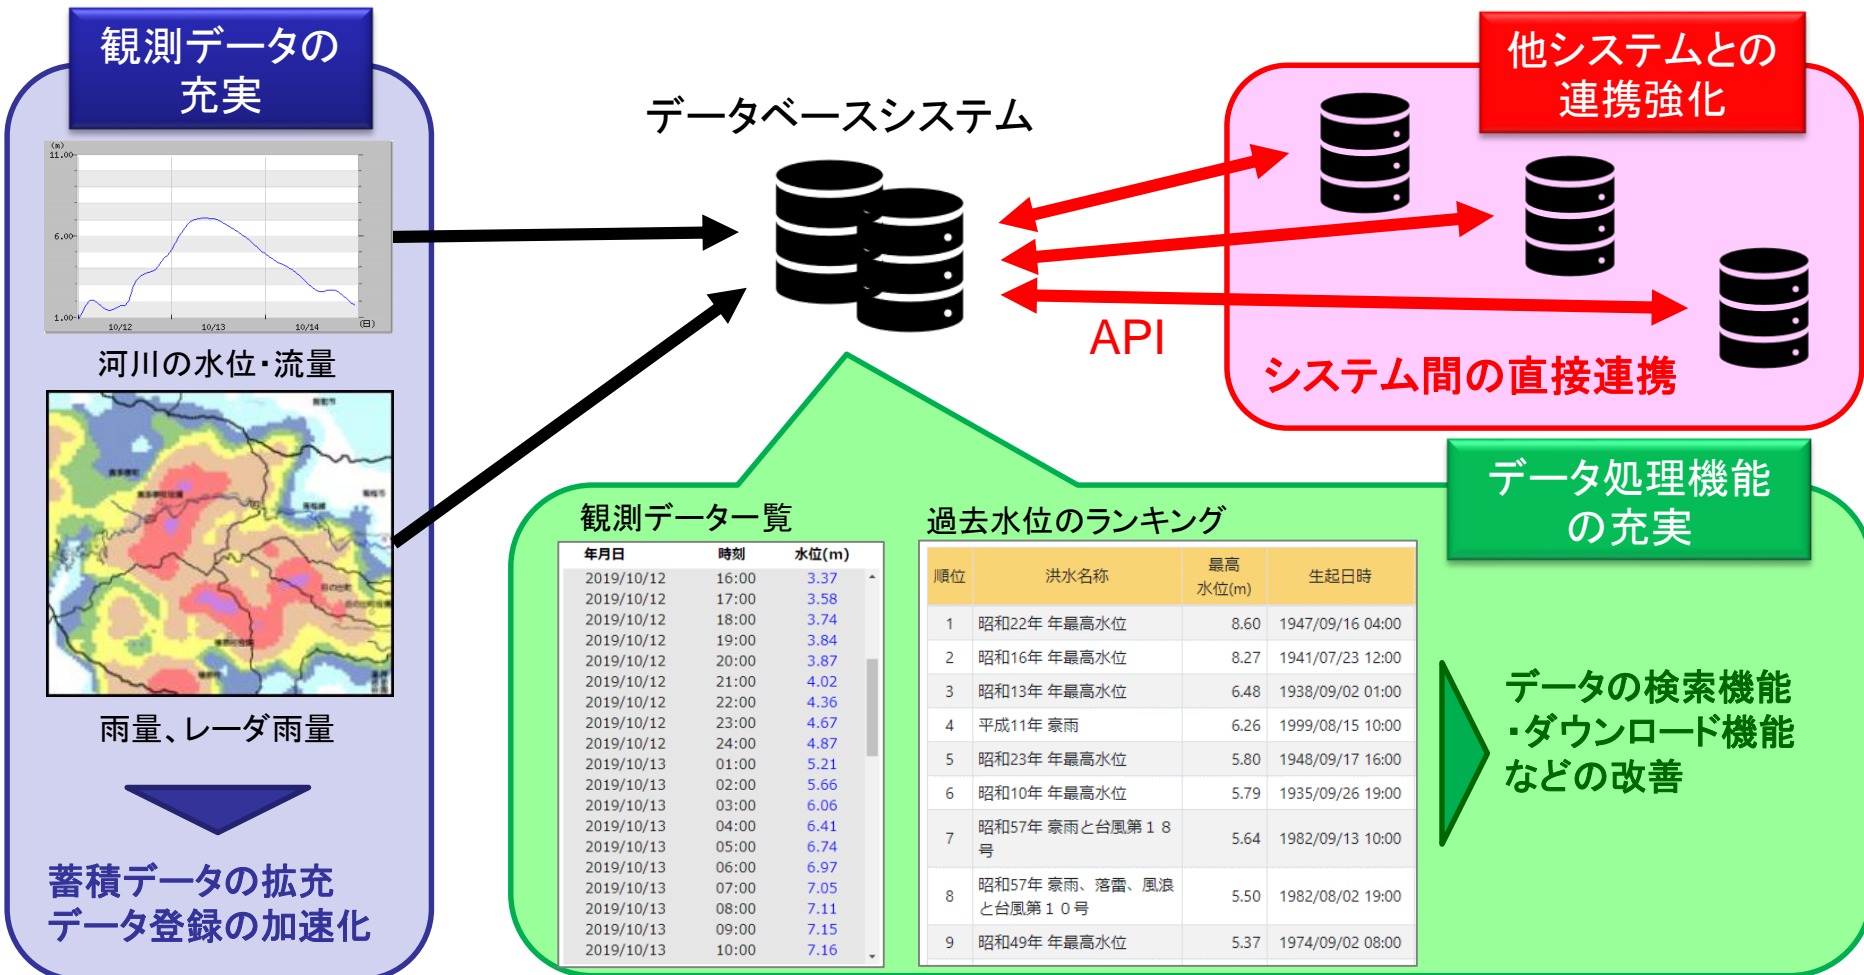 観測データの
充実
(m)
11.00
6.00
1.00
10/12
10/13
10/14
(日)
河川の水位・流量
雨量、レーダ雨量
蓄積データの拡充
データ登録の加速化
データベースシステム
API
他システムとの
連携強化
システム間の直接連携
データ処理機能
の充実
観測データ一覧
年月日 時刻 水位(m)
2019/10/12 16:00 3.37
2019/10/12 17:00 3.58
2019/10/12 18:00 3.74
2019/10/12 19:00 3.84
2019/10/12 20:00 3.87
2019/10/12 21:00 4.02
2019/10/12 22:00 4.36
2019/10/12 23:00 4.67
2019/10/12 24:00 4.87
2019/10/13 01:00 5.21
2019/10/13 02:00 5.66
2019/10/13 03:00 6.06
2019/10/13 04:00 6.41
2019/10/13 05:00 6.74
2019/10/13 06:00 6.97
2019/10/13 07:00 7.05
2019/10/13 08:00 7.11
2019/10/13 09:00 7.15
2019/10/13 10:00 7.16
過去水位のランキング
順位 洪水名称 最高 生起日時
水位(m)
1 昭和22年 年最高水位 8.60 1947/09/16 04:00
2 昭和16年 年最高水位 8.27 1941/07/23 12:00
3 昭和13年 年最高水位 6.48 1938/09/02 01:00
4 平成11年 豪雨 6.26 1999/08/15 10:00
5 昭和23年 年最高水位 5.80 1948/09/17 16:00
6 昭和10年 年最高水位 5.79 1935/09/26 19:00
7 昭和57年 豪雨と台風第１８ 5.64 1982/09/13 10:00
号
8 昭和57年 豪雨、落雷、風浪 5.50 1982/08/02 19:00
と台風第１０号
9 昭和49年 年最高水位 5.37 1974/09/02 08:00
データの検索機能
・ダウンロード機能
などの改善